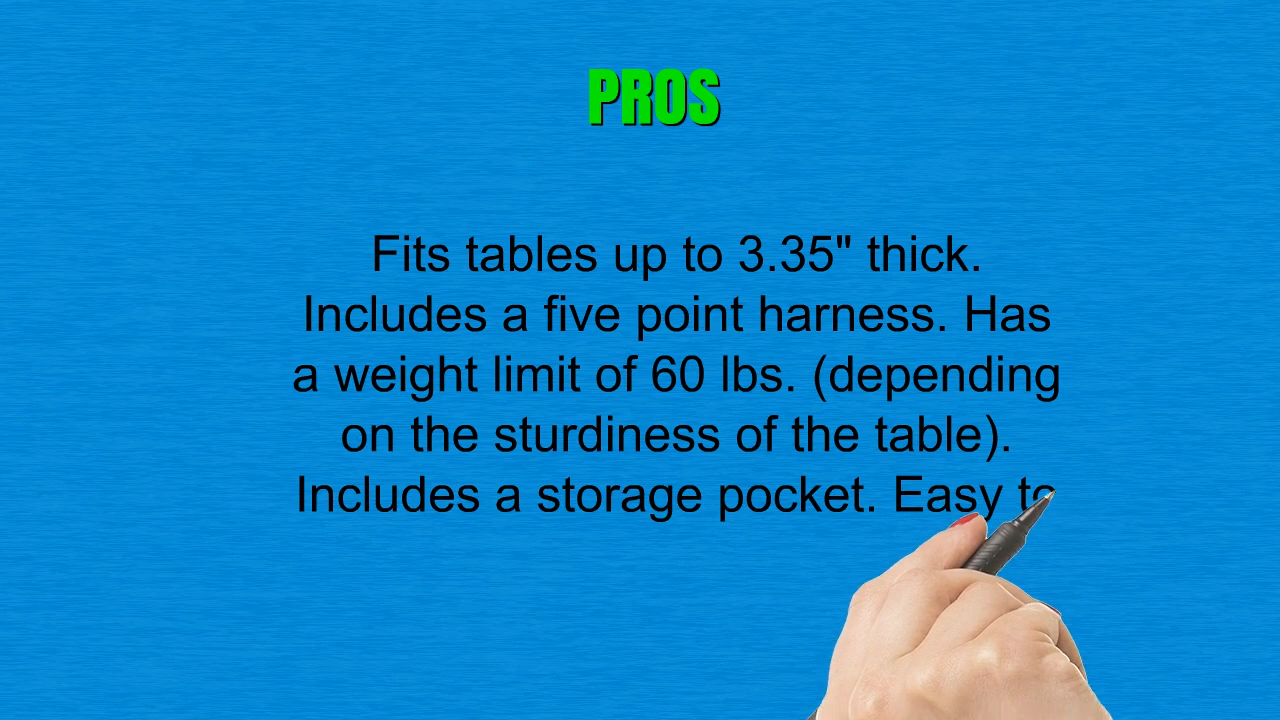 PROS
Fits tables up to 3.35" thick.
Includes a five point harness. Has
a weight limit of 60 lbs. (depending
on the sturdiness of the table).
Includes a storage pocket. Easy to